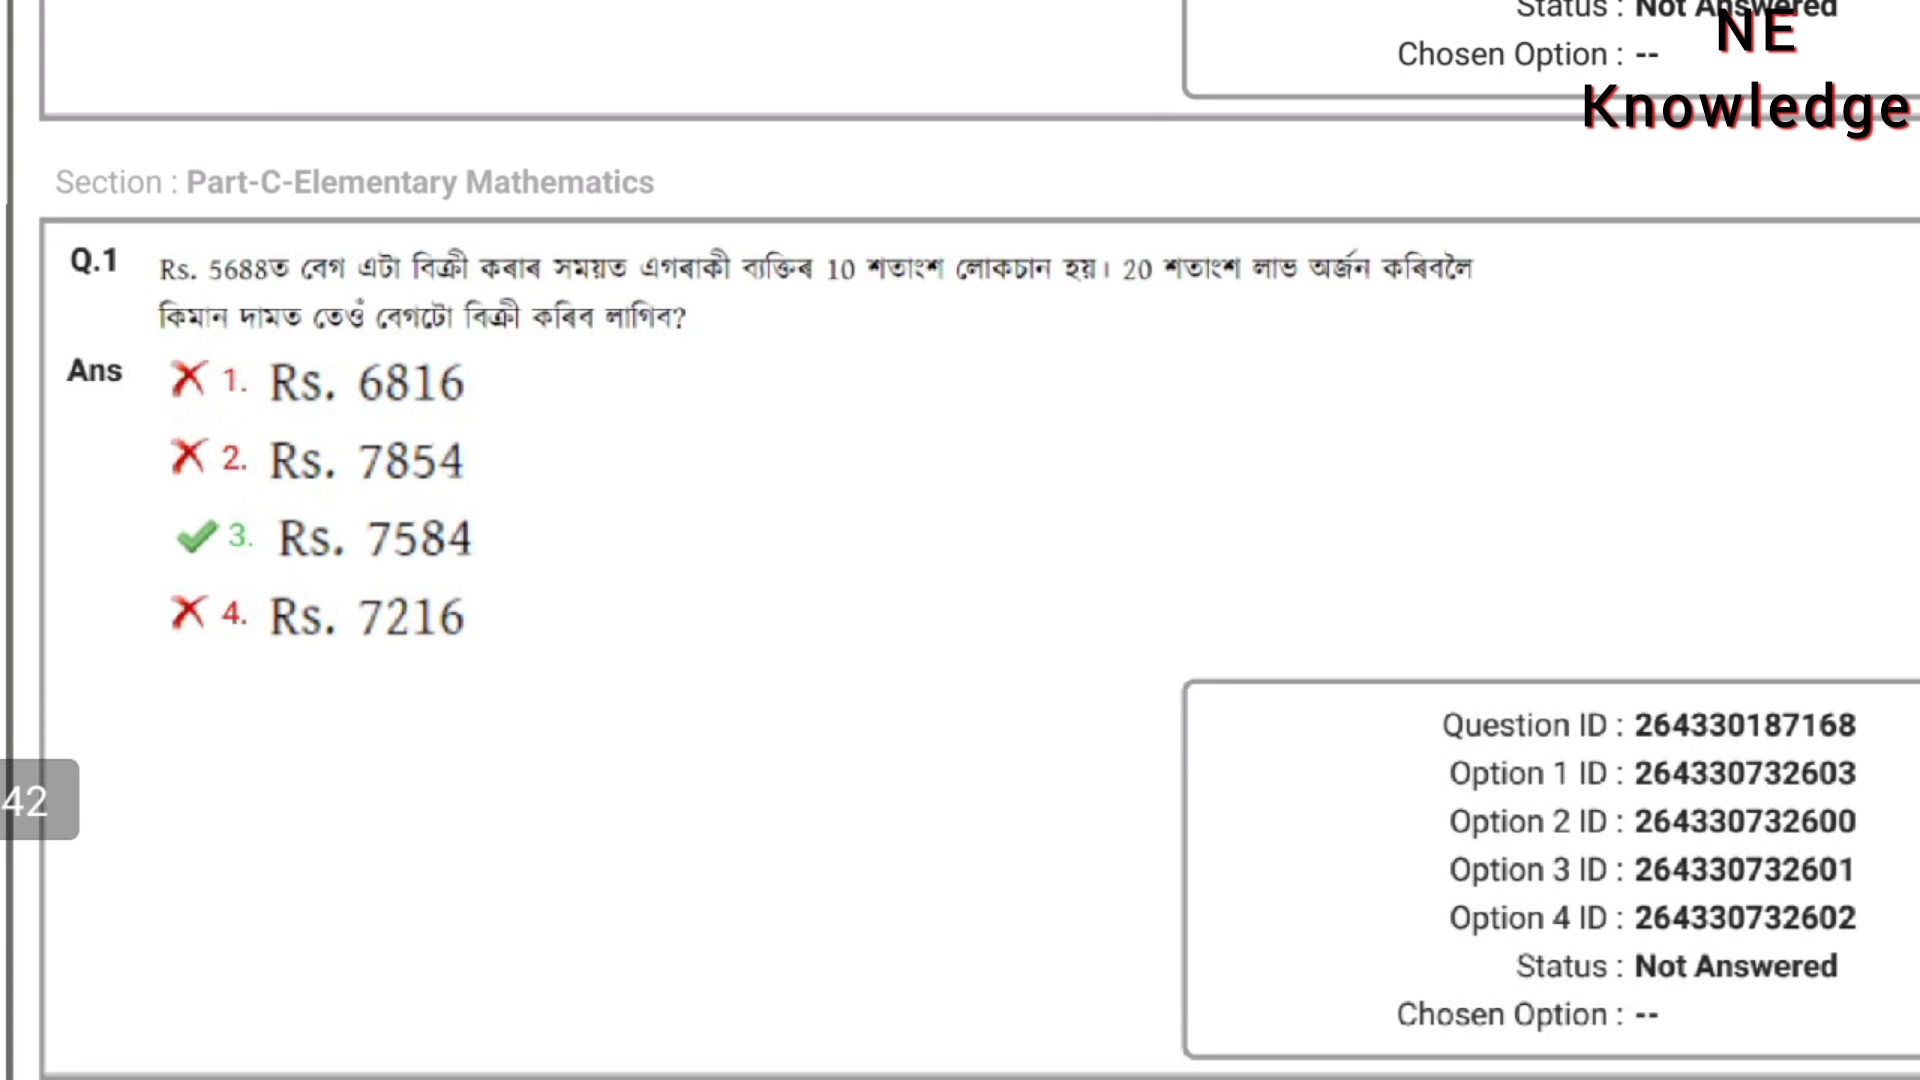 Status : Not Answered
NE
Chosen Option : --
Knowledge
Section : Part-C-Elementary Mathematics
Q.1 Rs. 5688ত বেগ এটা বিক্ৰী কৰাৰ সময়ত এগৰাকী ব্যক্তিৰ 10 শতাংশ লোকচান হয়। 20 শতাংশ লাভ অৰ্জন কৰিবলৈ
কিমান দামত তেওঁ বেগটো বিক্ৰী কৰিব লাগিব?
Ans 1. Rs. 6816
2. Rs. 7854
3. Rs. 7584
4. Rs. 7216
Question ID : 264330187168
Option 1 ID : 264330732603
42
Option 2 ID : 264330732600
Option 3 ID : 264330732601
Option 4 ID : 264330732602
Status : Not Answered
Chosen Option : --